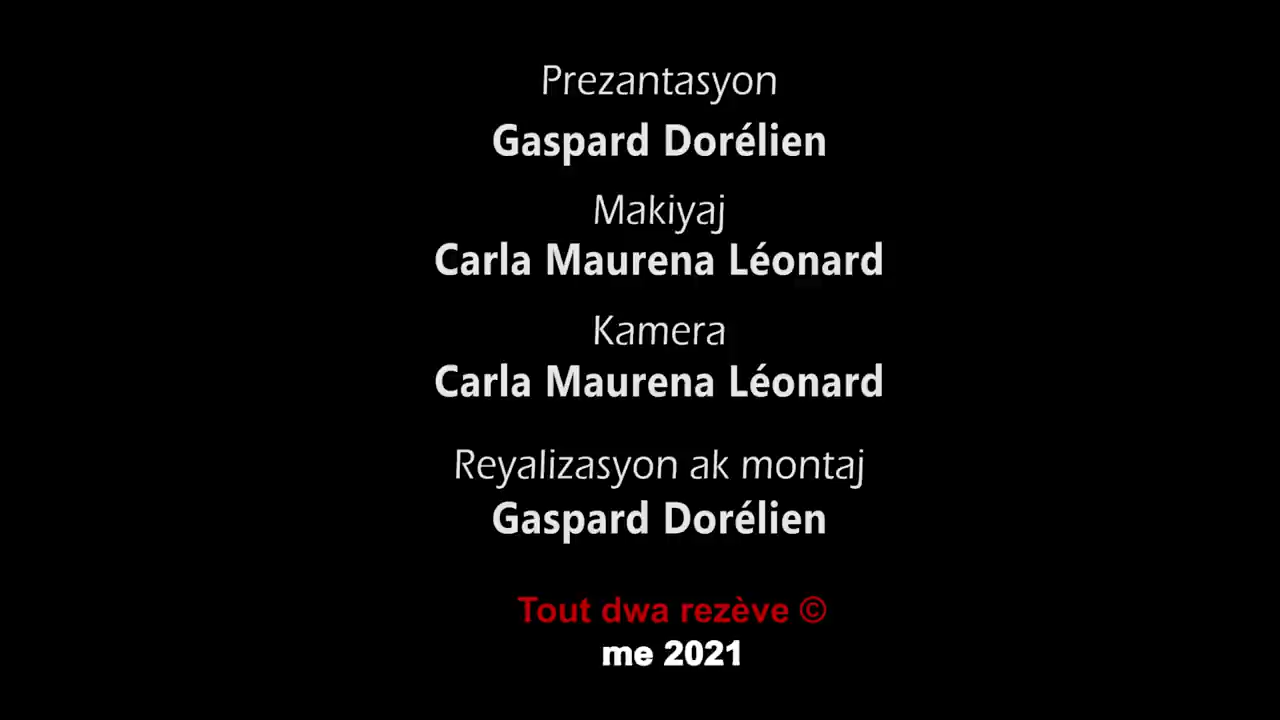 Prezantasyon
Gaspard Dorélien
Makiyaj
Carla Maurena Léonard
Kamera
Carla Maurena Léonard
Reyalizasyon ak montaj
Gaspard Dorélien
Tout dwa rezève ©
me 2021